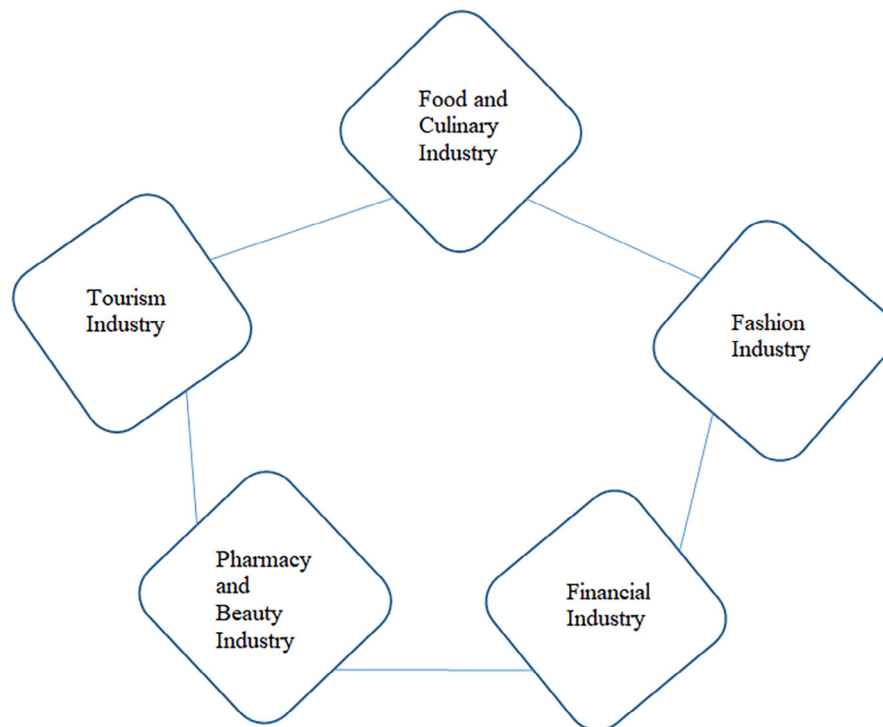 Food and
Culinary
Industry
Tourism
Industry
Fashion
Industry
Pharmacy
and
Beauty
Industry
Financial
Industry